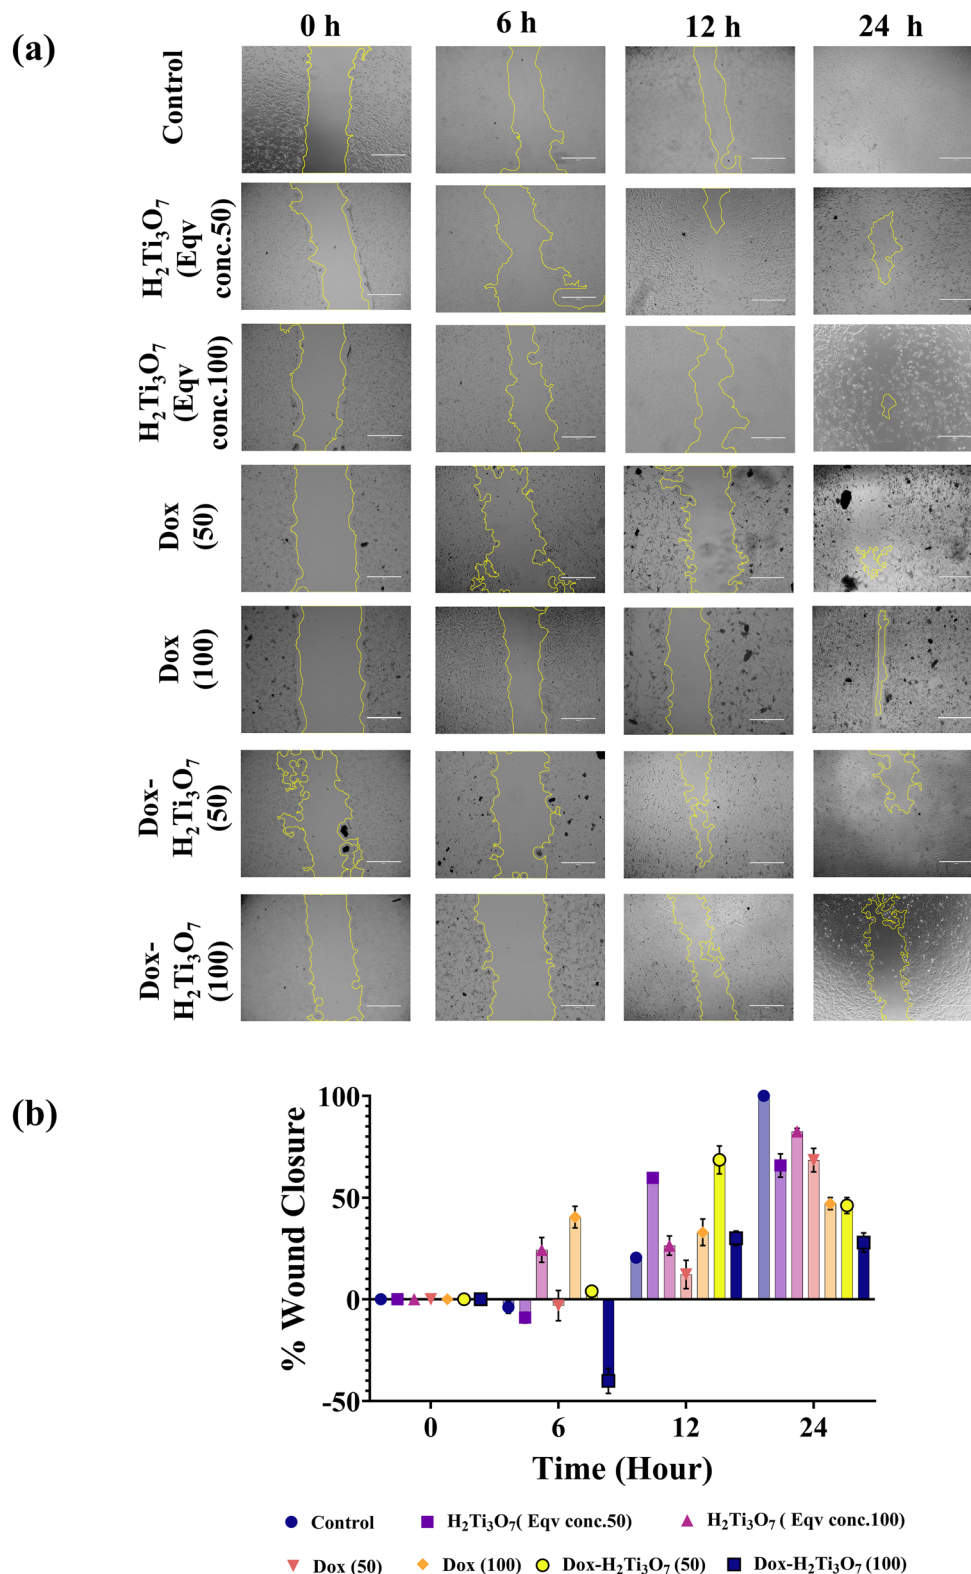 (a)
0 h 6 h 12 h 24 h
Control
H₂Ti₃O₇
(Eqv
conc.50)
H₂Ti₃O₇
(Eqv
conc.100)
Dox
(50)
Dox
(100)
Dox-
H₂Ti₃O₇
(50)
Dox-
H₂Ti₃O₇
(100)
(b)
% Wound Closure
100
50
0
-50
0 6 12 24
Time (Hour)
Control H₂Ti₃O₇( Eqv conc.50) H₂Ti₃O₇ ( Eqv conc.100)
Dox (50) Dox (100) Dox-H₂Ti₃O₇ (50) Dox-H₂Ti₃O₇ (100)